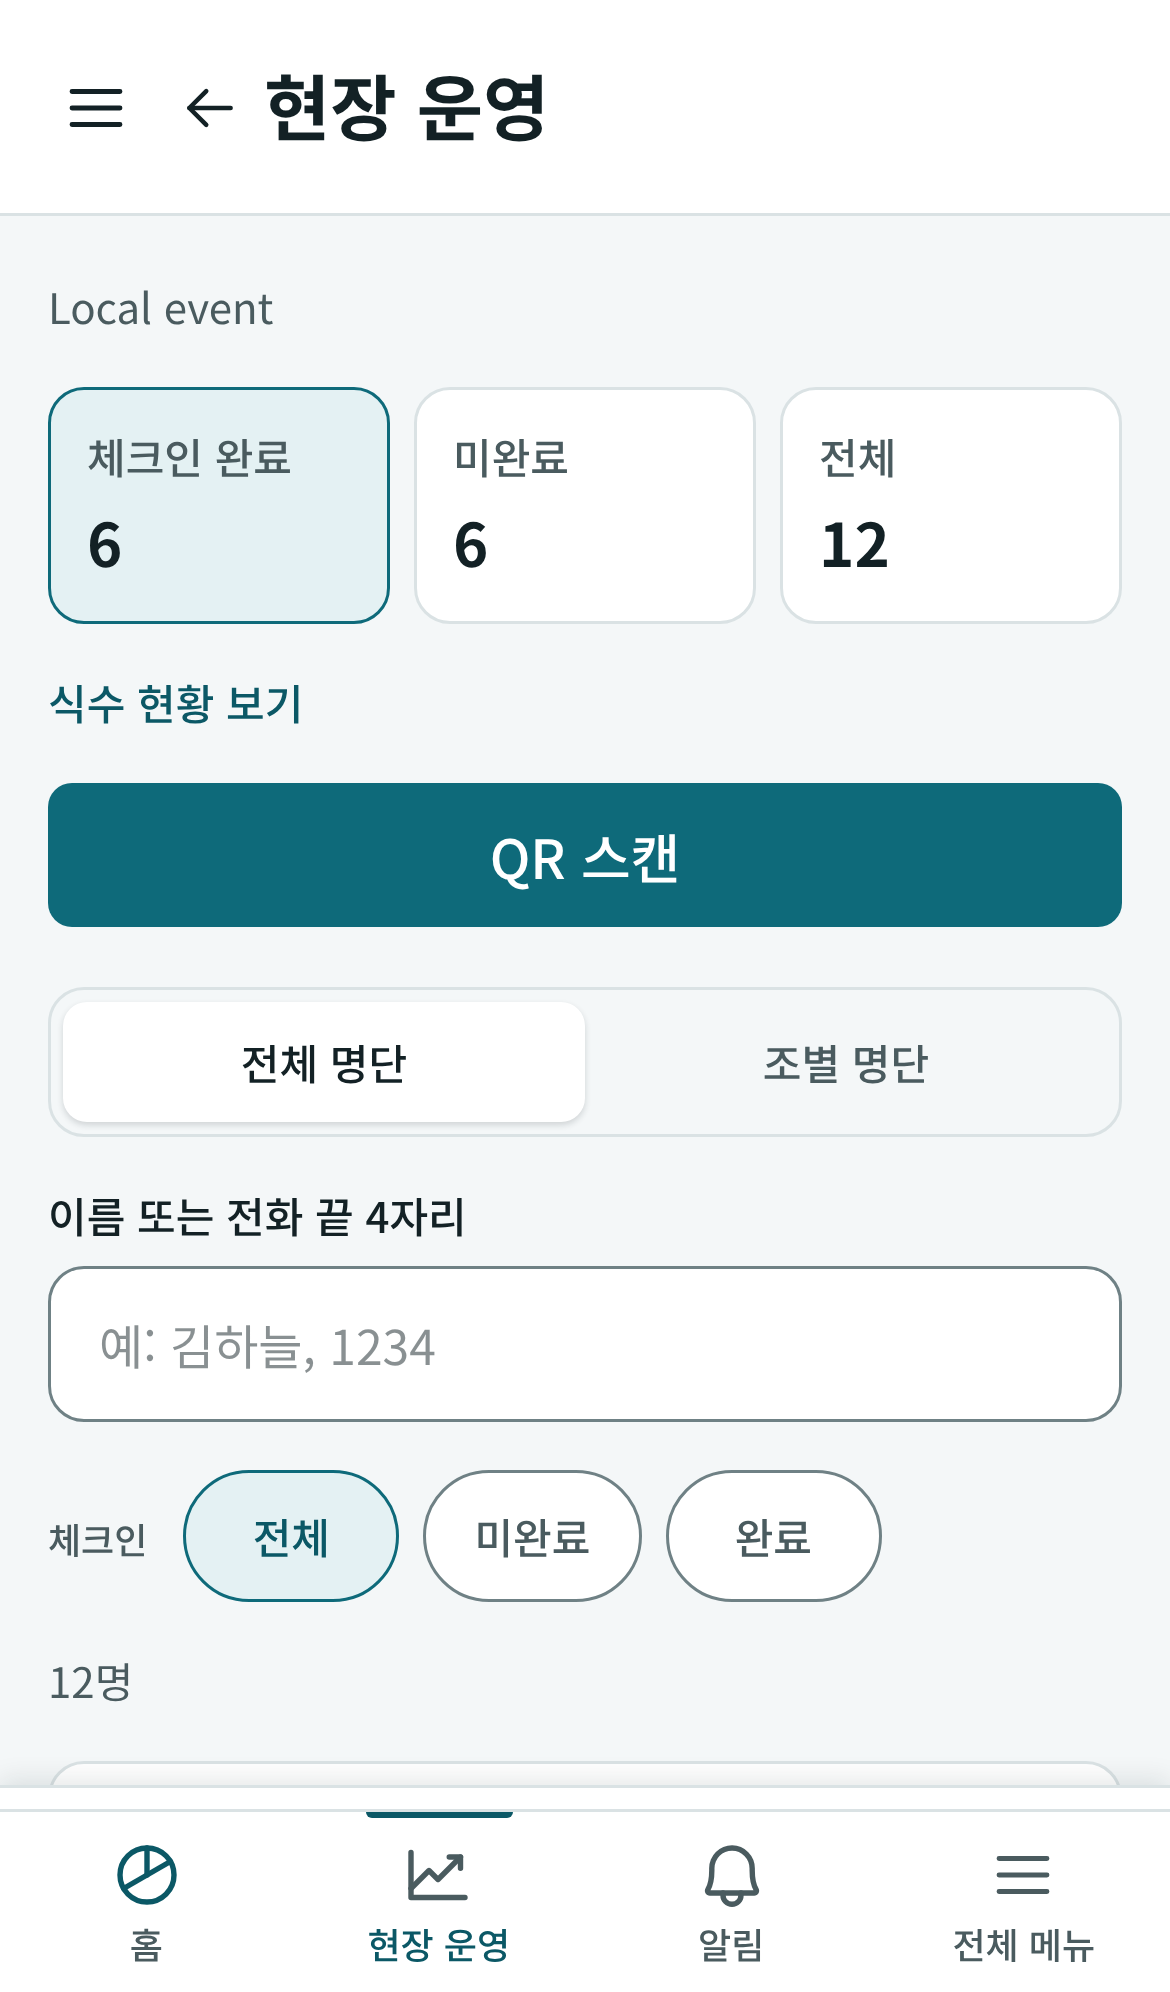 현장 운영
Local event
체크인 완료
6
미완료
6
전체
12
식수 현황 보기
QR 스캔
전체 명단
조별 명단
이름 또는 전화 끝 4자리
예: 김하늘, 1234
체크인
전체
미완료
완료
12명
홈
현장 운영
알림
전체 메뉴